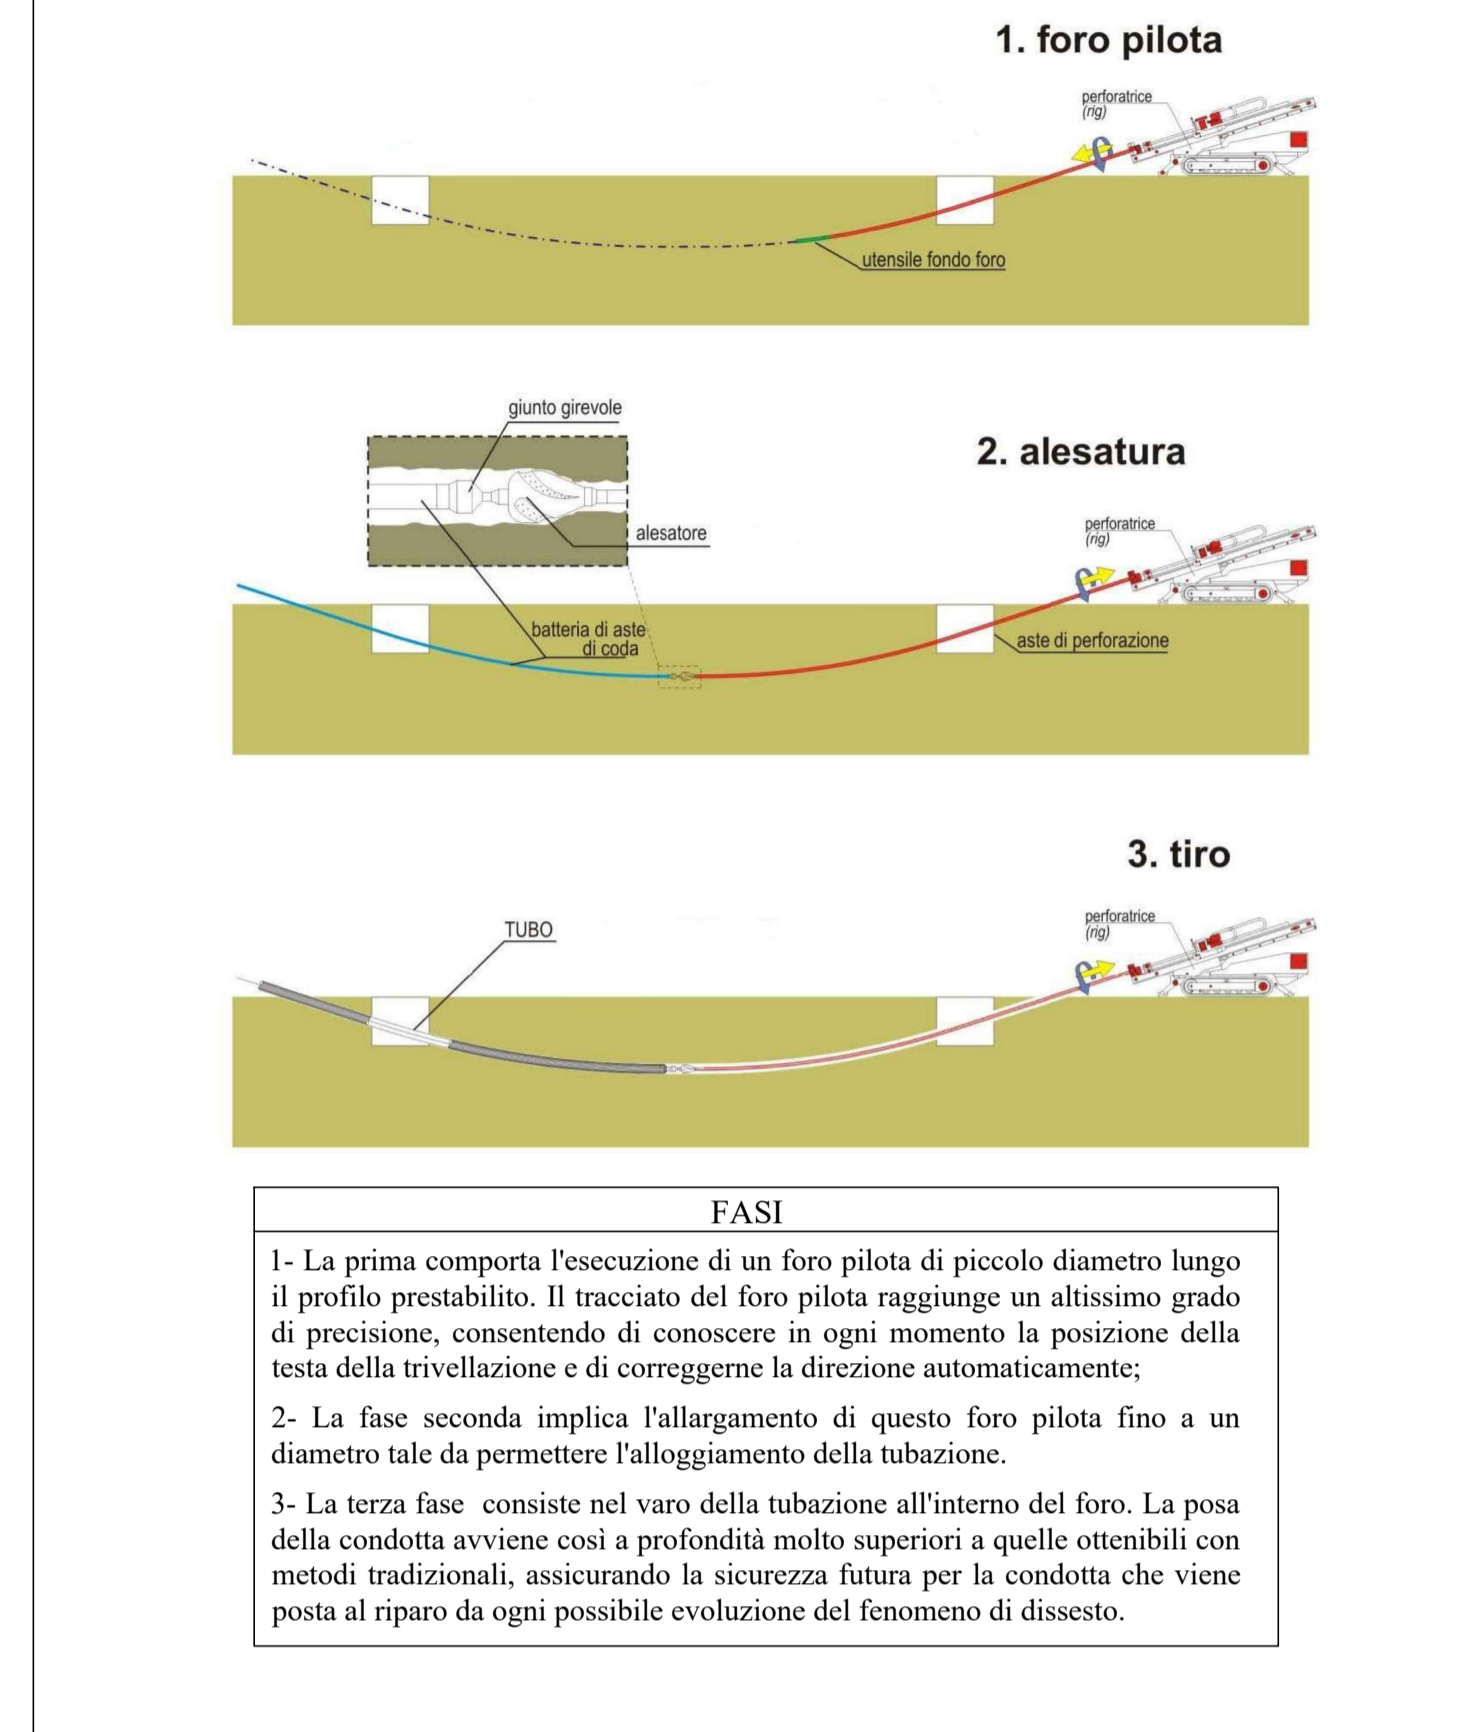 1. foro pilota
perforatrice
(rig)
utensile fondo foro
giunto girevole
2. alesatura
alesatore
perforatrice
(rig)
batteria di aste
di coda
aste di perforazione
3. tiro
TUBO
perforatrice
(rig)
FASI
1- La prima comporta l'esecuzione di un foro pilota di piccolo diametro lungo
il profilo prestabilito. Il tracciato del foro pilota raggiunge un altissimo grado
di precisione, consentendo di conoscere in ogni momento la posizione della
testa della trivellazione e di correggerne la direzione automaticamente;
2- La fase seconda implica l'allargamento di questo foro pilota fino a un
diametro tale da permettere l'alloggiamento della tubazione.
3- La terza fase consiste nel varo della tubazione all'interno del foro. La posa
della condotta avviene così a profondità molto superiori a quelle ottenibili con
metodi tradizionali, assicurando la sicurezza futura per la condotta che viene
posta al riparo da ogni possibile evoluzione del fenomeno di dissesto.